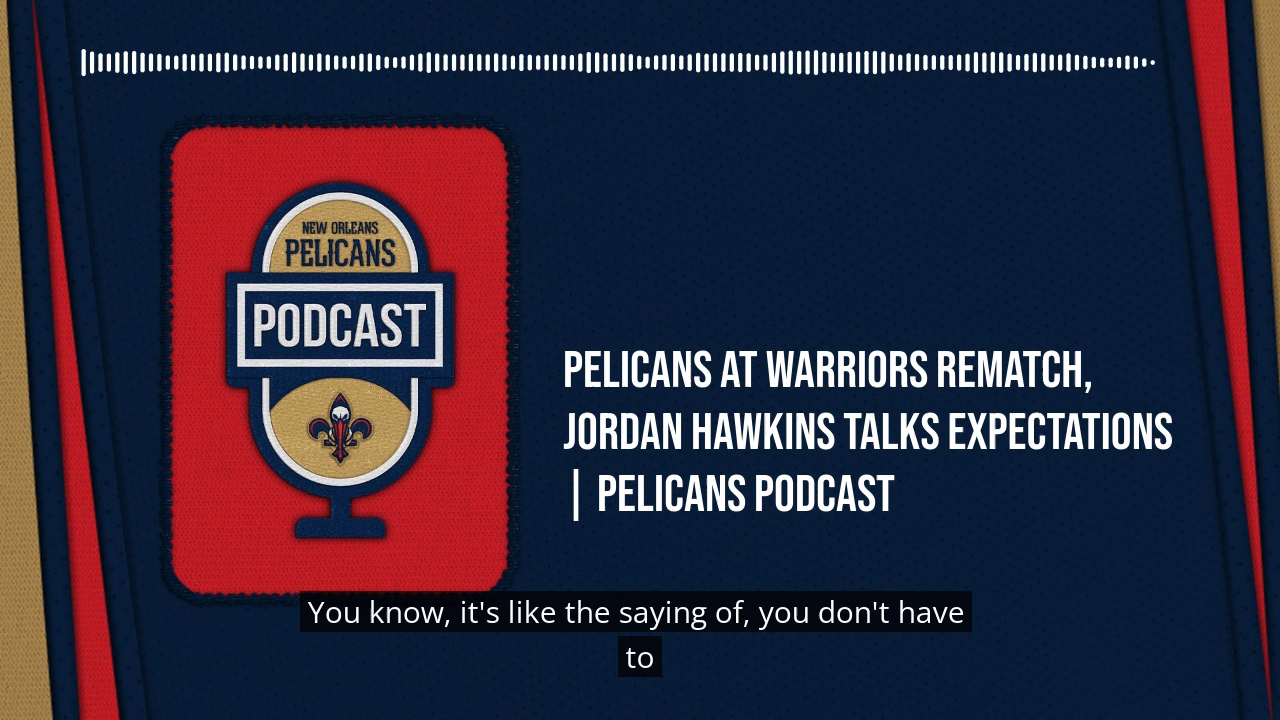 NEW ORLEANS
PELICANS
PODCAST
PELICANS AT WARRIORS REMATCH,
JORDAN HAWKINS TALKS EXPECTATIONS
| PELICANS PODCAST
You know, it's like the saying of, you don't have
to